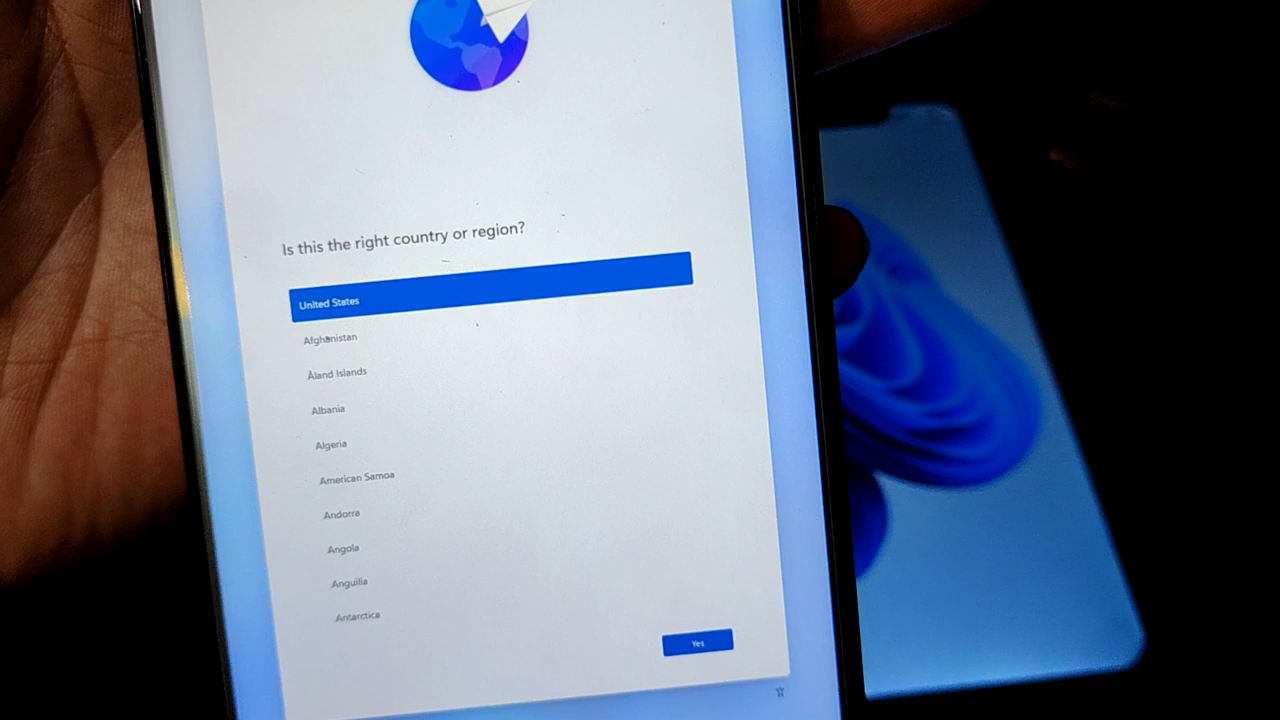 Is this the right country or region?
United States
Afghanistan
Åland Islands
Albania
Algeria
American Samoa
Andorra
Angola
Anguilla
Antarctica
Yes